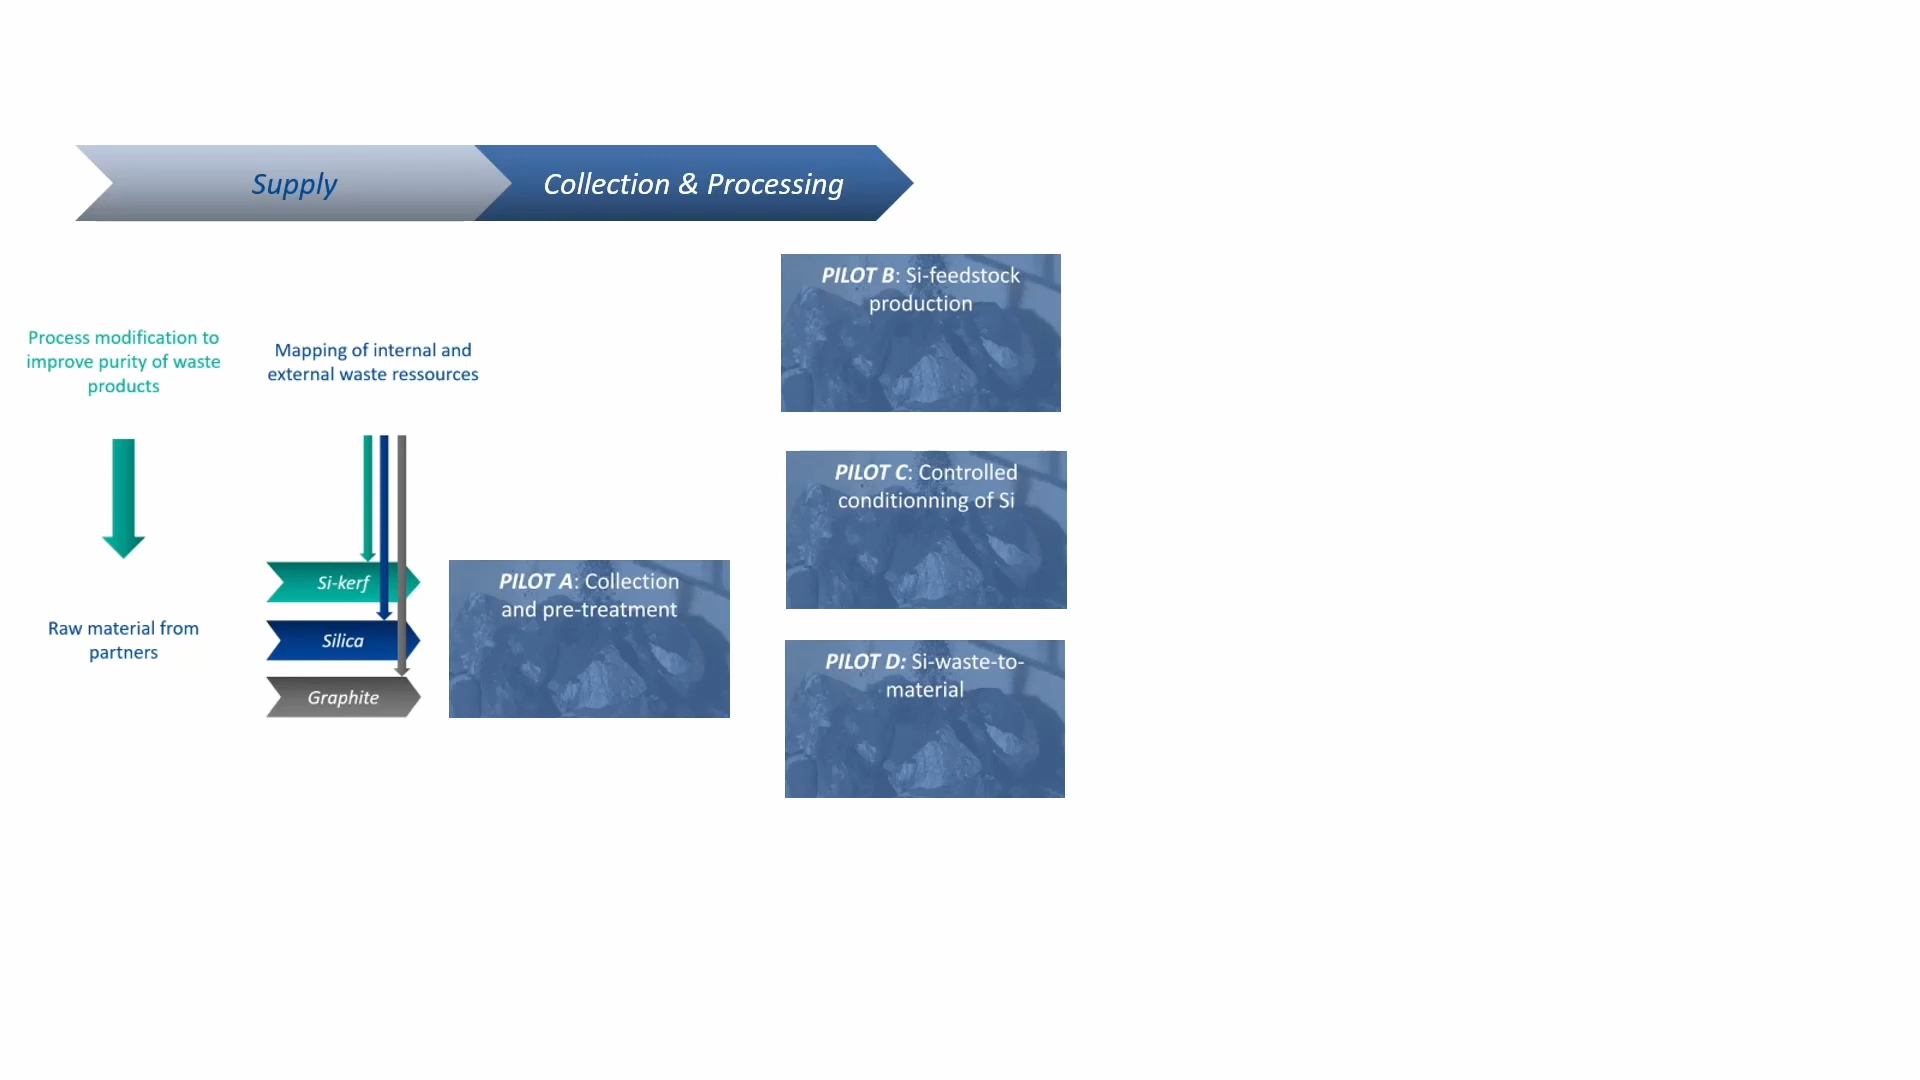 Supply
Collection & Processing
Process modification to
improve purity of waste
products
Mapping of internal and
external waste ressources
Raw material from
partners
Si-kerf
Silica
Graphite
PILOT A: Collection
and pre-treatment
PILOT B: Si-feedstock
production
PILOT C: Controlled
conditionning of Si
PILOT D: Si-waste-to-
material